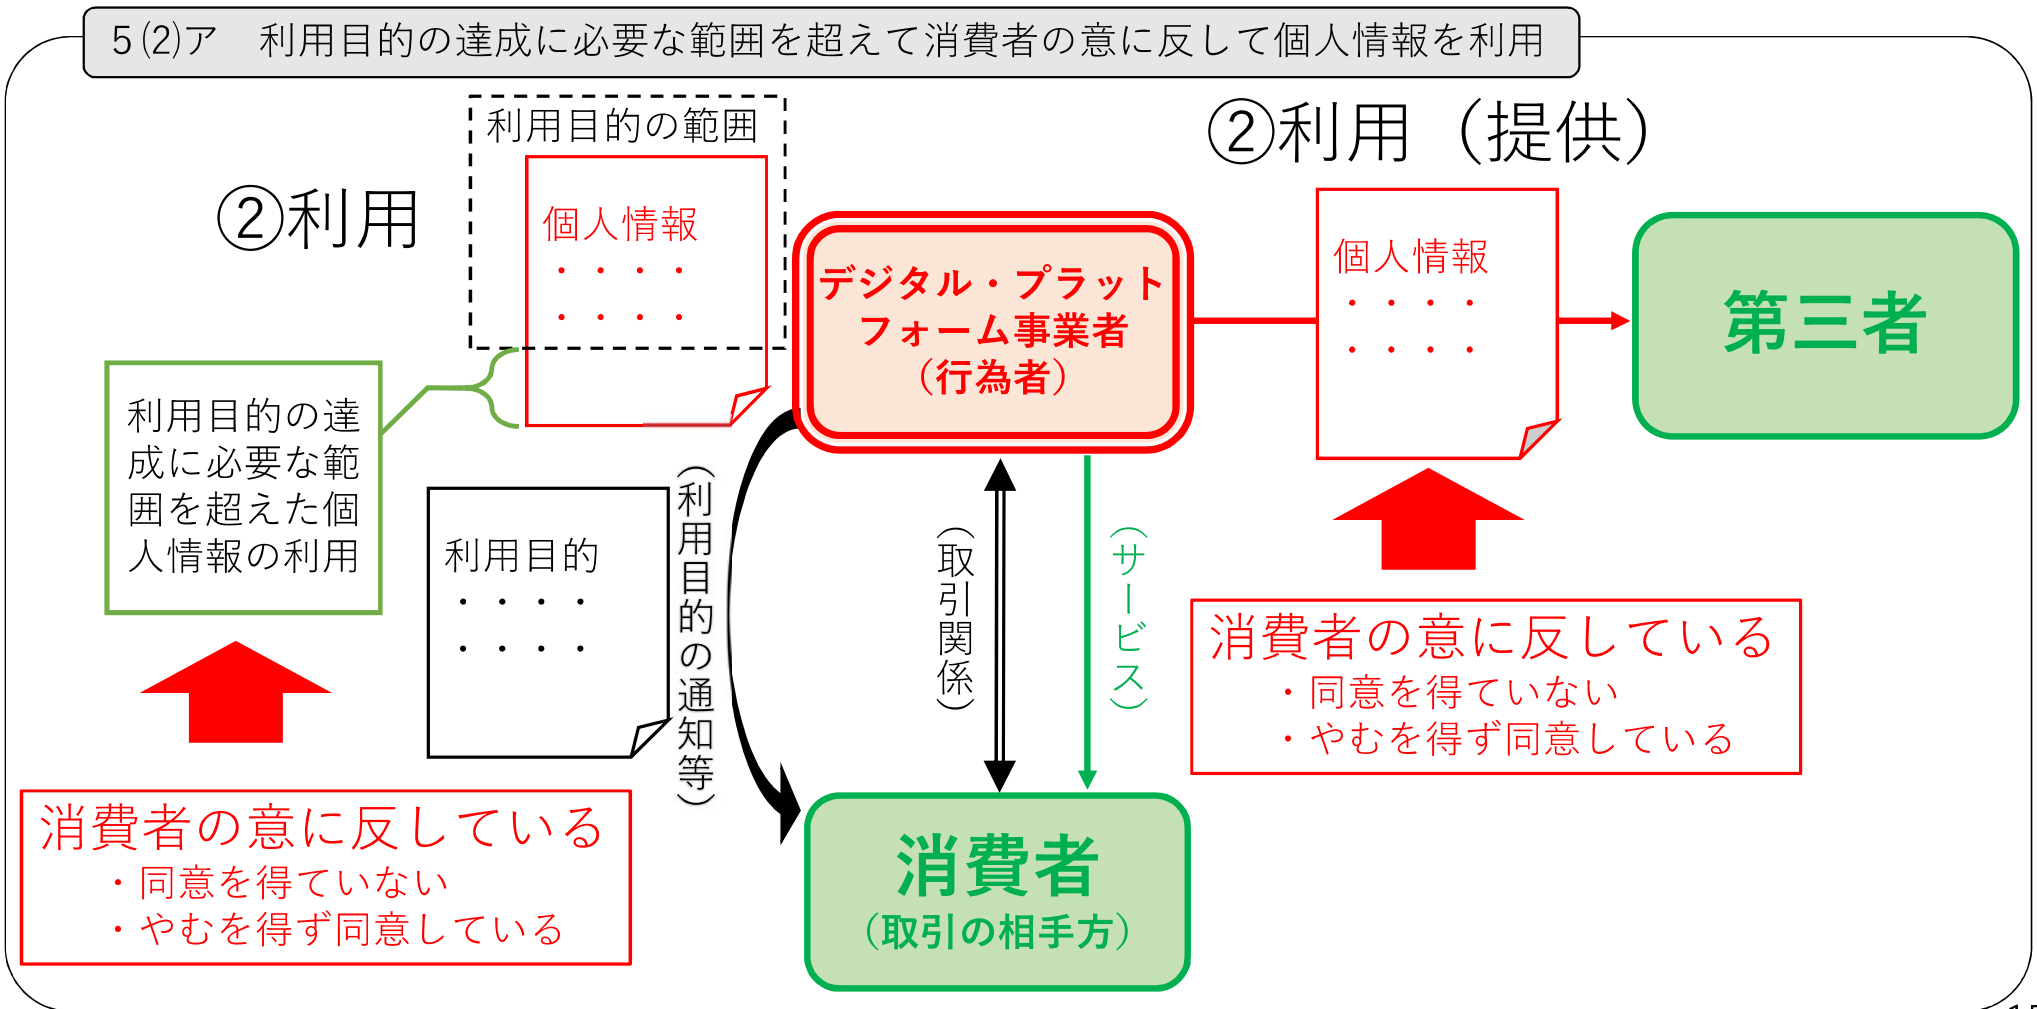 5(2)ア　利用目的の達成に必要な範囲を超えて消費者の意に反して個人情報を利用
利用目的の範囲
②利用
個人情報
・・・・
・・・・
利用目的の達
成に必要な範
囲を超えた個
人情報の利用
利用目的
・・・・
・・・・
（利用目的の通知等）
消費者の意に反している
・同意を得ていない
・やむを得ず同意している
デジタル・プラット
フォーム事業者
（行為者）
（取引関係）
（サービス）
消費者
（取引の相手方）
②利用（提供）
個人情報
・・・・
・・・・
第三者
消費者の意に反している
・同意を得ていない
・やむを得ず同意している